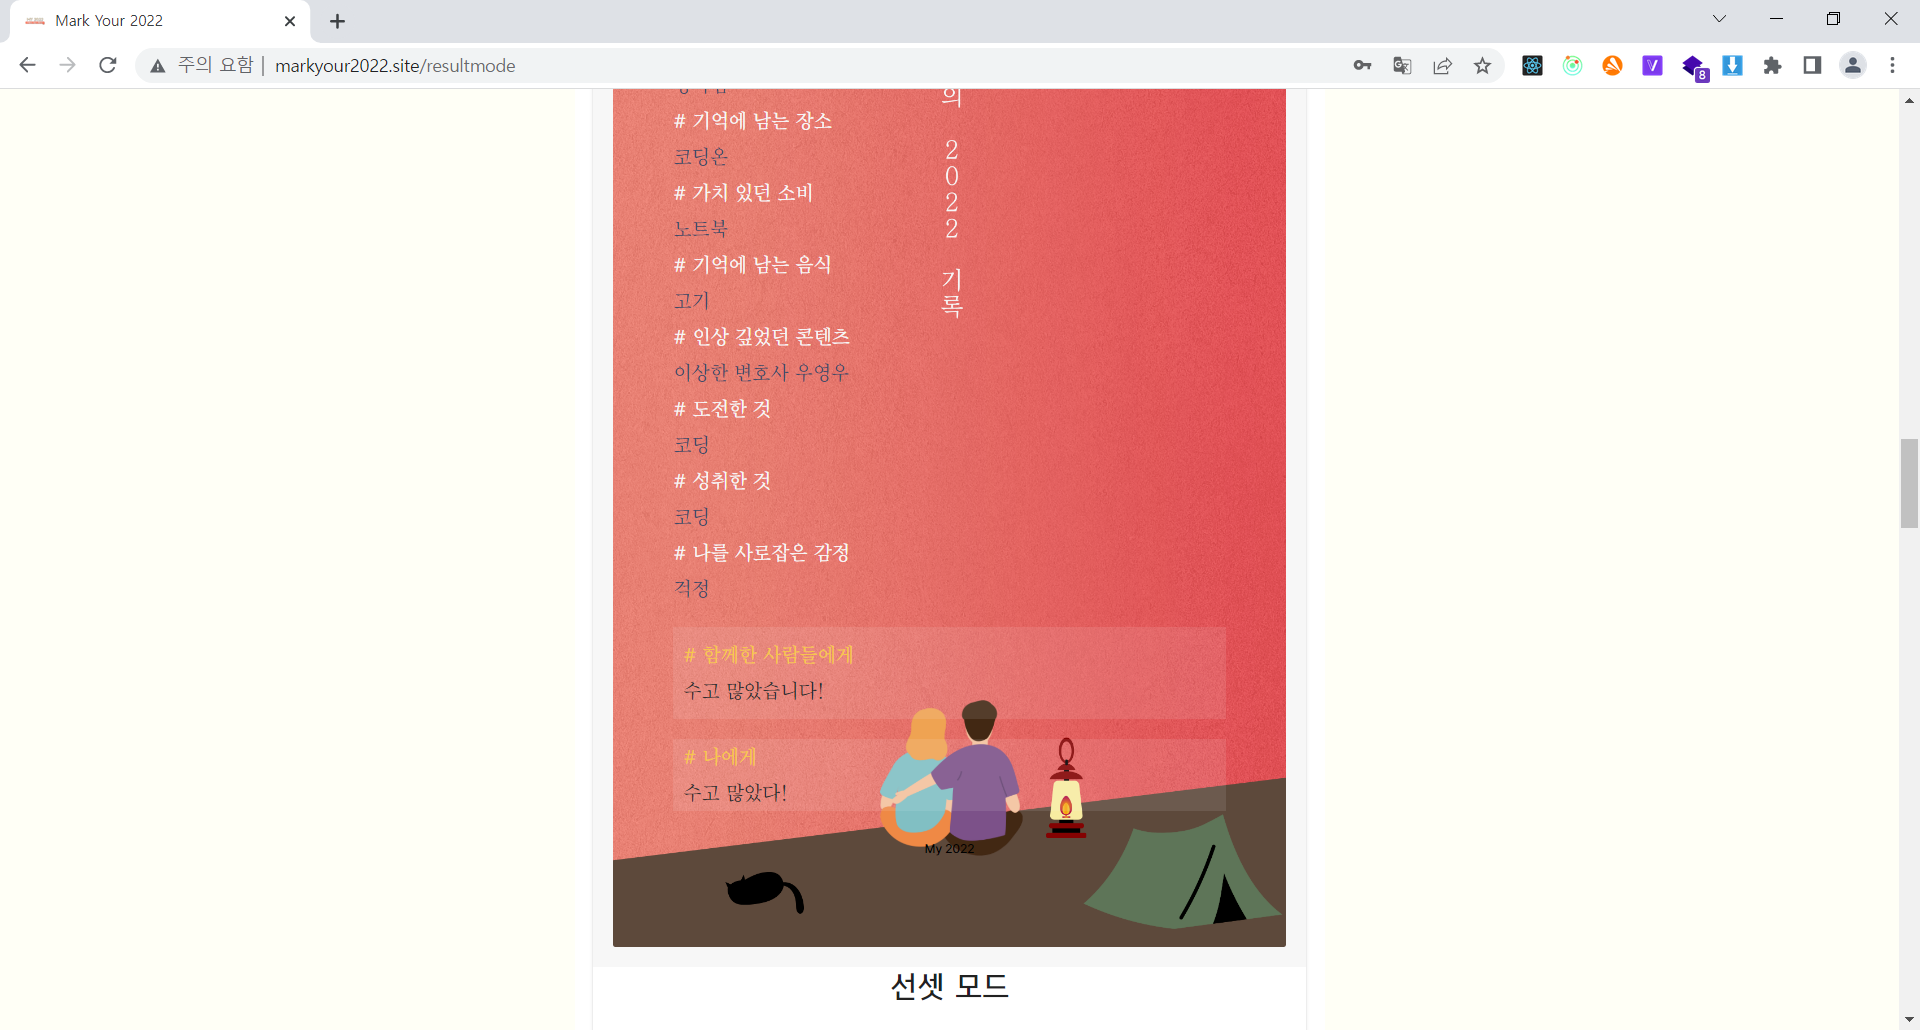 Mark Your 2022
주의 요함 | markyour2022.site/resultmode
8
# 기억에 남는 장소
코딩온
# 가치 있던 소비
노트북
# 기억에 남는 음식
고기
# 인상 깊었던 콘텐츠
이상한 변호사 우영우
# 도전한 것
코딩
# 성취한 것
코딩
# 나를 사로잡은 감정
걱정
의 2022 기록
# 함께한 사람들에게
수고 많았습니다!
# 나에게
수고 많았다!
My 2022
선셋 모드